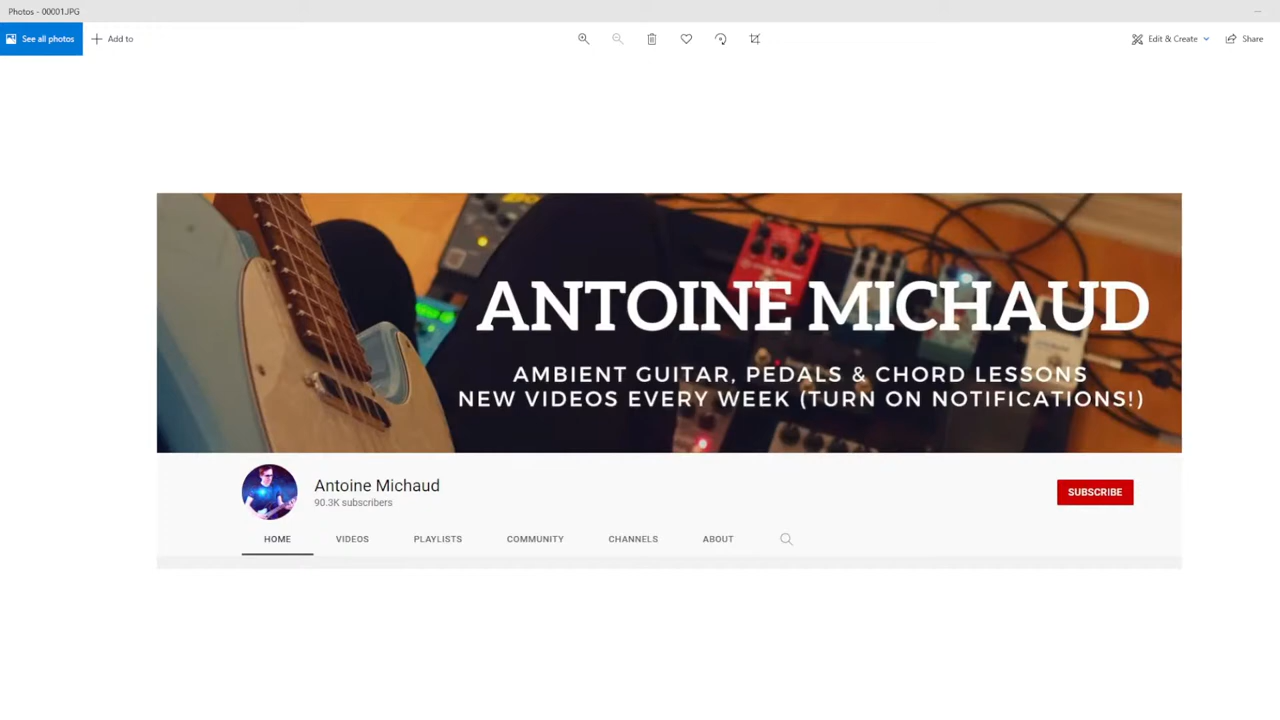 Photos - 00001.JPG
See all photos
Add to
Edit & Create
Share
ANTOINE MICHAUD
AMBIENT GUITAR, PEDALS & CHORD LESSONS
NEW VIDEOS EVERY WEEK (TURN ON NOTIFICATIONS!)
Antoine Michaud
90.3K subscribers
SUBSCRIBE
HOME
VIDEOS
PLAYLISTS
COMMUNITY
CHANNELS
ABOUT